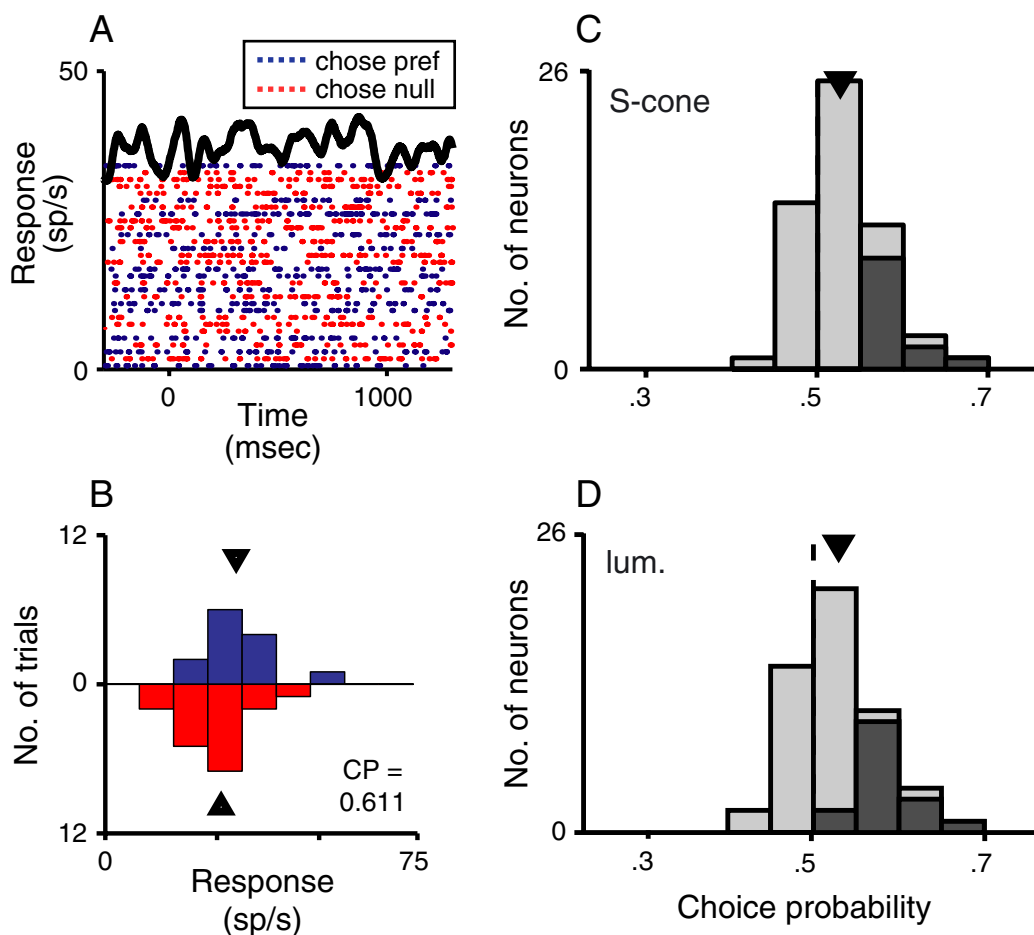 A
50
chose pref
chose null
Response
(sp/s)
0
0
1000
Time
(msec)
B
12
No. of trials
0
CP =
0.611
12
0
75
Response
(sp/s)
C
26
S-cone
No. of neurons
0
.3
.5
.7
D
26
lum.
No. of neurons
0
.3
.5
.7
Choice probability